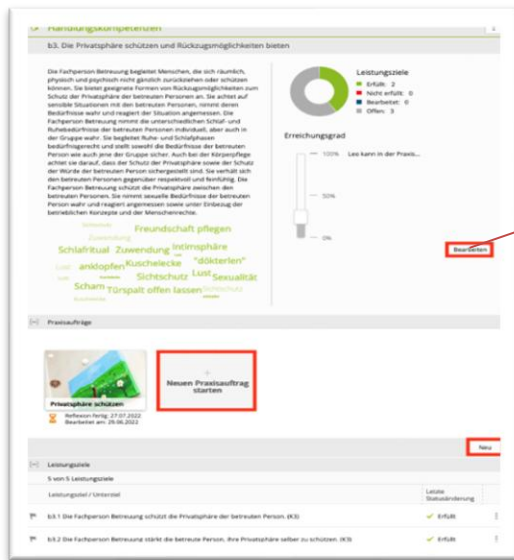 Handlungskompetenzen
b3. Die Privatsphäre schützen und Rückzugsmöglichkeiten bieten
Die Fachperson Betreuung begleitet Menschen, die sich räumlich,
physisch und psychisch nicht gänzlich zurückziehen oder schützen
können. Sie bietet geeignete Formen von Rückzugsmöglichkeiten zum
Schutz der Privatsphäre der betreuten Personen an. Sie achtet auf
sensible Situationen mit den betreuten Personen, nimmt deren
Bedürfnisse wahr und reagiert der Situation angemessen. Die
Fachperson Betreuung nimmt die unterschiedlichen Schlaf- und
Ruhebedürfnisse der betreuten Personen individuell, aber auch in
der Gruppe wahr. Sie begleitet Ruhe- und Schlafphasen
bedürfnisgerecht und stellt sowohl die Bedürfnisse der betreuten
Person wie auch jene der Gruppe sicher. Auch bei der Körperpflege
achtet sie darauf, dass der Schutz der Privatsphäre sowie der Schutz
der Würde der betreuten Person sichergestellt sind. Sie verhält sich
den betreuten Personen gegenüber respektvoll und feinfühlig. Die
Fachperson Betreuung schützt die Privatsphäre zwischen den
betreuten Personen. Sie nimmt sexuelle Bedürfnisse der betreuten
Person wahr und reagiert angemessen sowie unter Einbezug der
betrieblichen Konzepte und der Menschenrechte.
Leistungsziele
Erfüllt: 2
Nicht erfüllt: 0
Bearbeitet: 0
Offen: 3
Erreichungsgrad
100% Leo kann in der Praxis...
50%
0%
Bearbeiten
Freundschaft pflegen
Zuwendung
Schlafritual Zuwendung Intimsphäre
Lust anklopfen Kuschelecke "dökterlen"
Sichtschutz Lust Sexualität
Scham Türspalt offen lassen Sichtschutz
Praxisaufträge
Privatsphäre schützen
Reflexion fertig: 27.07.2022
Bearbeitet am: 29.06.2022
+
Neuen Praxisauftrag
starten
Neu
Leistungsziele
5 von 5 Leistungsziele
Leistungsziel / Unterziel
Letzte
Statusänderung
b3.1 Die Fachperson Betreuung schützt die Privatsphäre der betreuten Person. (K3)
Erfüllt
b3.2 Die Fachperson Betreuung stärkt die betreute Person, ihre Privatsphäre selber zu schützen. (K3)
Erfüllt